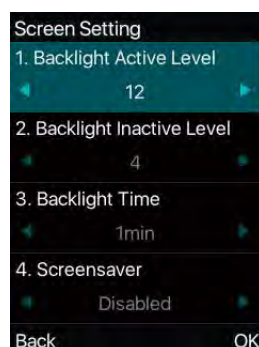 Screen Setting
1. Backlight Active Level
12
2. Backlight Inactive Level
4
3. Backlight Time
1min
4. Screensaver
Disabled
Back OK